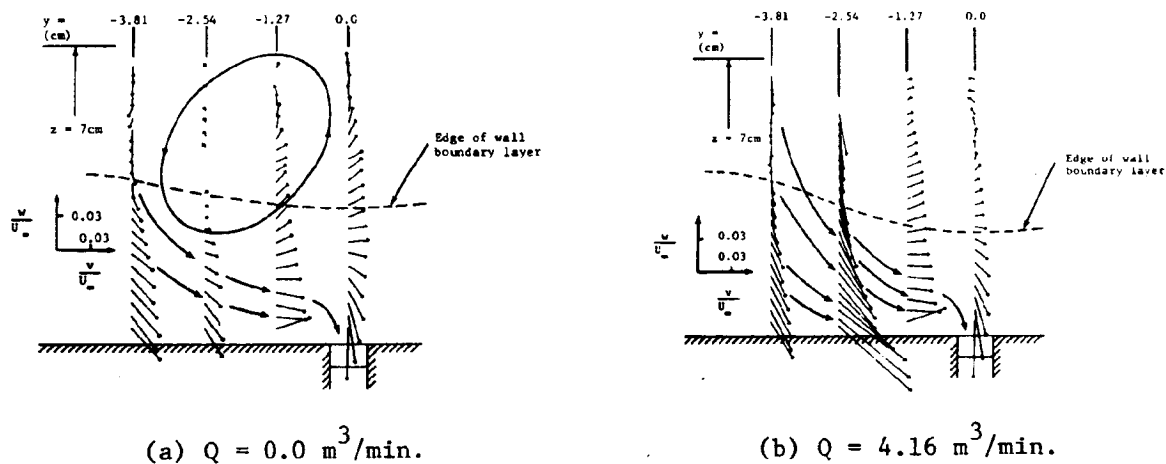 y = -3.81 -2.54 -1.27 0.0
(cm)
z = 7cm
Edge of wall
boundary layer
w/U∞
0.03
0.03
v/U∞
(a) Q = 0.0 m³/min.
y = -3.81 -2.54 -1.27 0.0
(cm)
z = 7cm
Edge of wall
boundary layer
w/U∞
0.03
0.03
v/U∞
(b) Q = 4.16 m³/min.